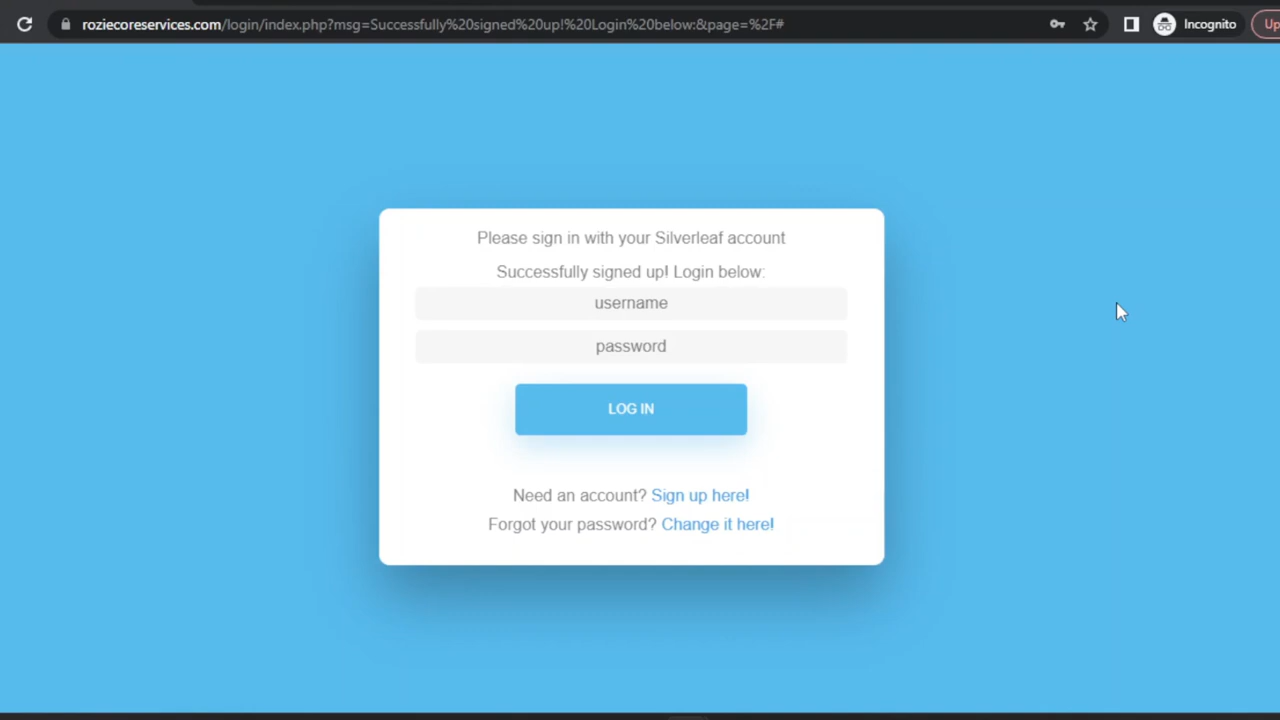 roziecoreservices.com/login/index.php?msg=Successfully%20signed%20up!%20Login%20below:&page=%2F#
Incognito
Up
Please sign in with your Silverleaf account
Successfully signed up! Login below:
username
password
LOG IN
Need an account? Sign up here!
Forgot your password? Change it here!